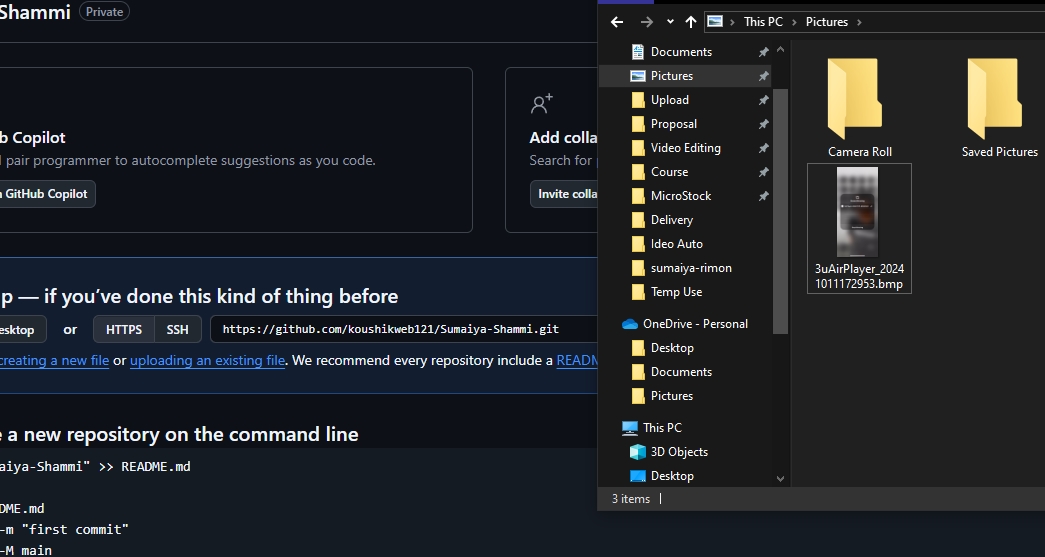 Shammi Private
b Copilot
pair programmer to autocomplete suggestions as you code.
GitHub Copilot
Add colla
Search for
Invite colla
p — if you've done this kind of thing before
esktop or HTTPS SSH https://github.com/koushikweb121/Sumaiya-Shammi.git
creating a new file or uploading an existing file. We recommend every repository include a READM
e a new repository on the command line
aiya-Shammi" >> README.md
DME.md
-m "first commit"
-M main
This PC Pictures
Documents
Pictures
Upload
Proposal
Video Editing
Course
MicroStock
Delivery
Ideo Auto
sumaiya-rimon
Temp Use
OneDrive - Personal
Desktop
Documents
Pictures
This PC
3D Objects
Desktop
Camera Roll
Saved Pictures
3uAirPlayer_2024
1011172953.bmp
3 items